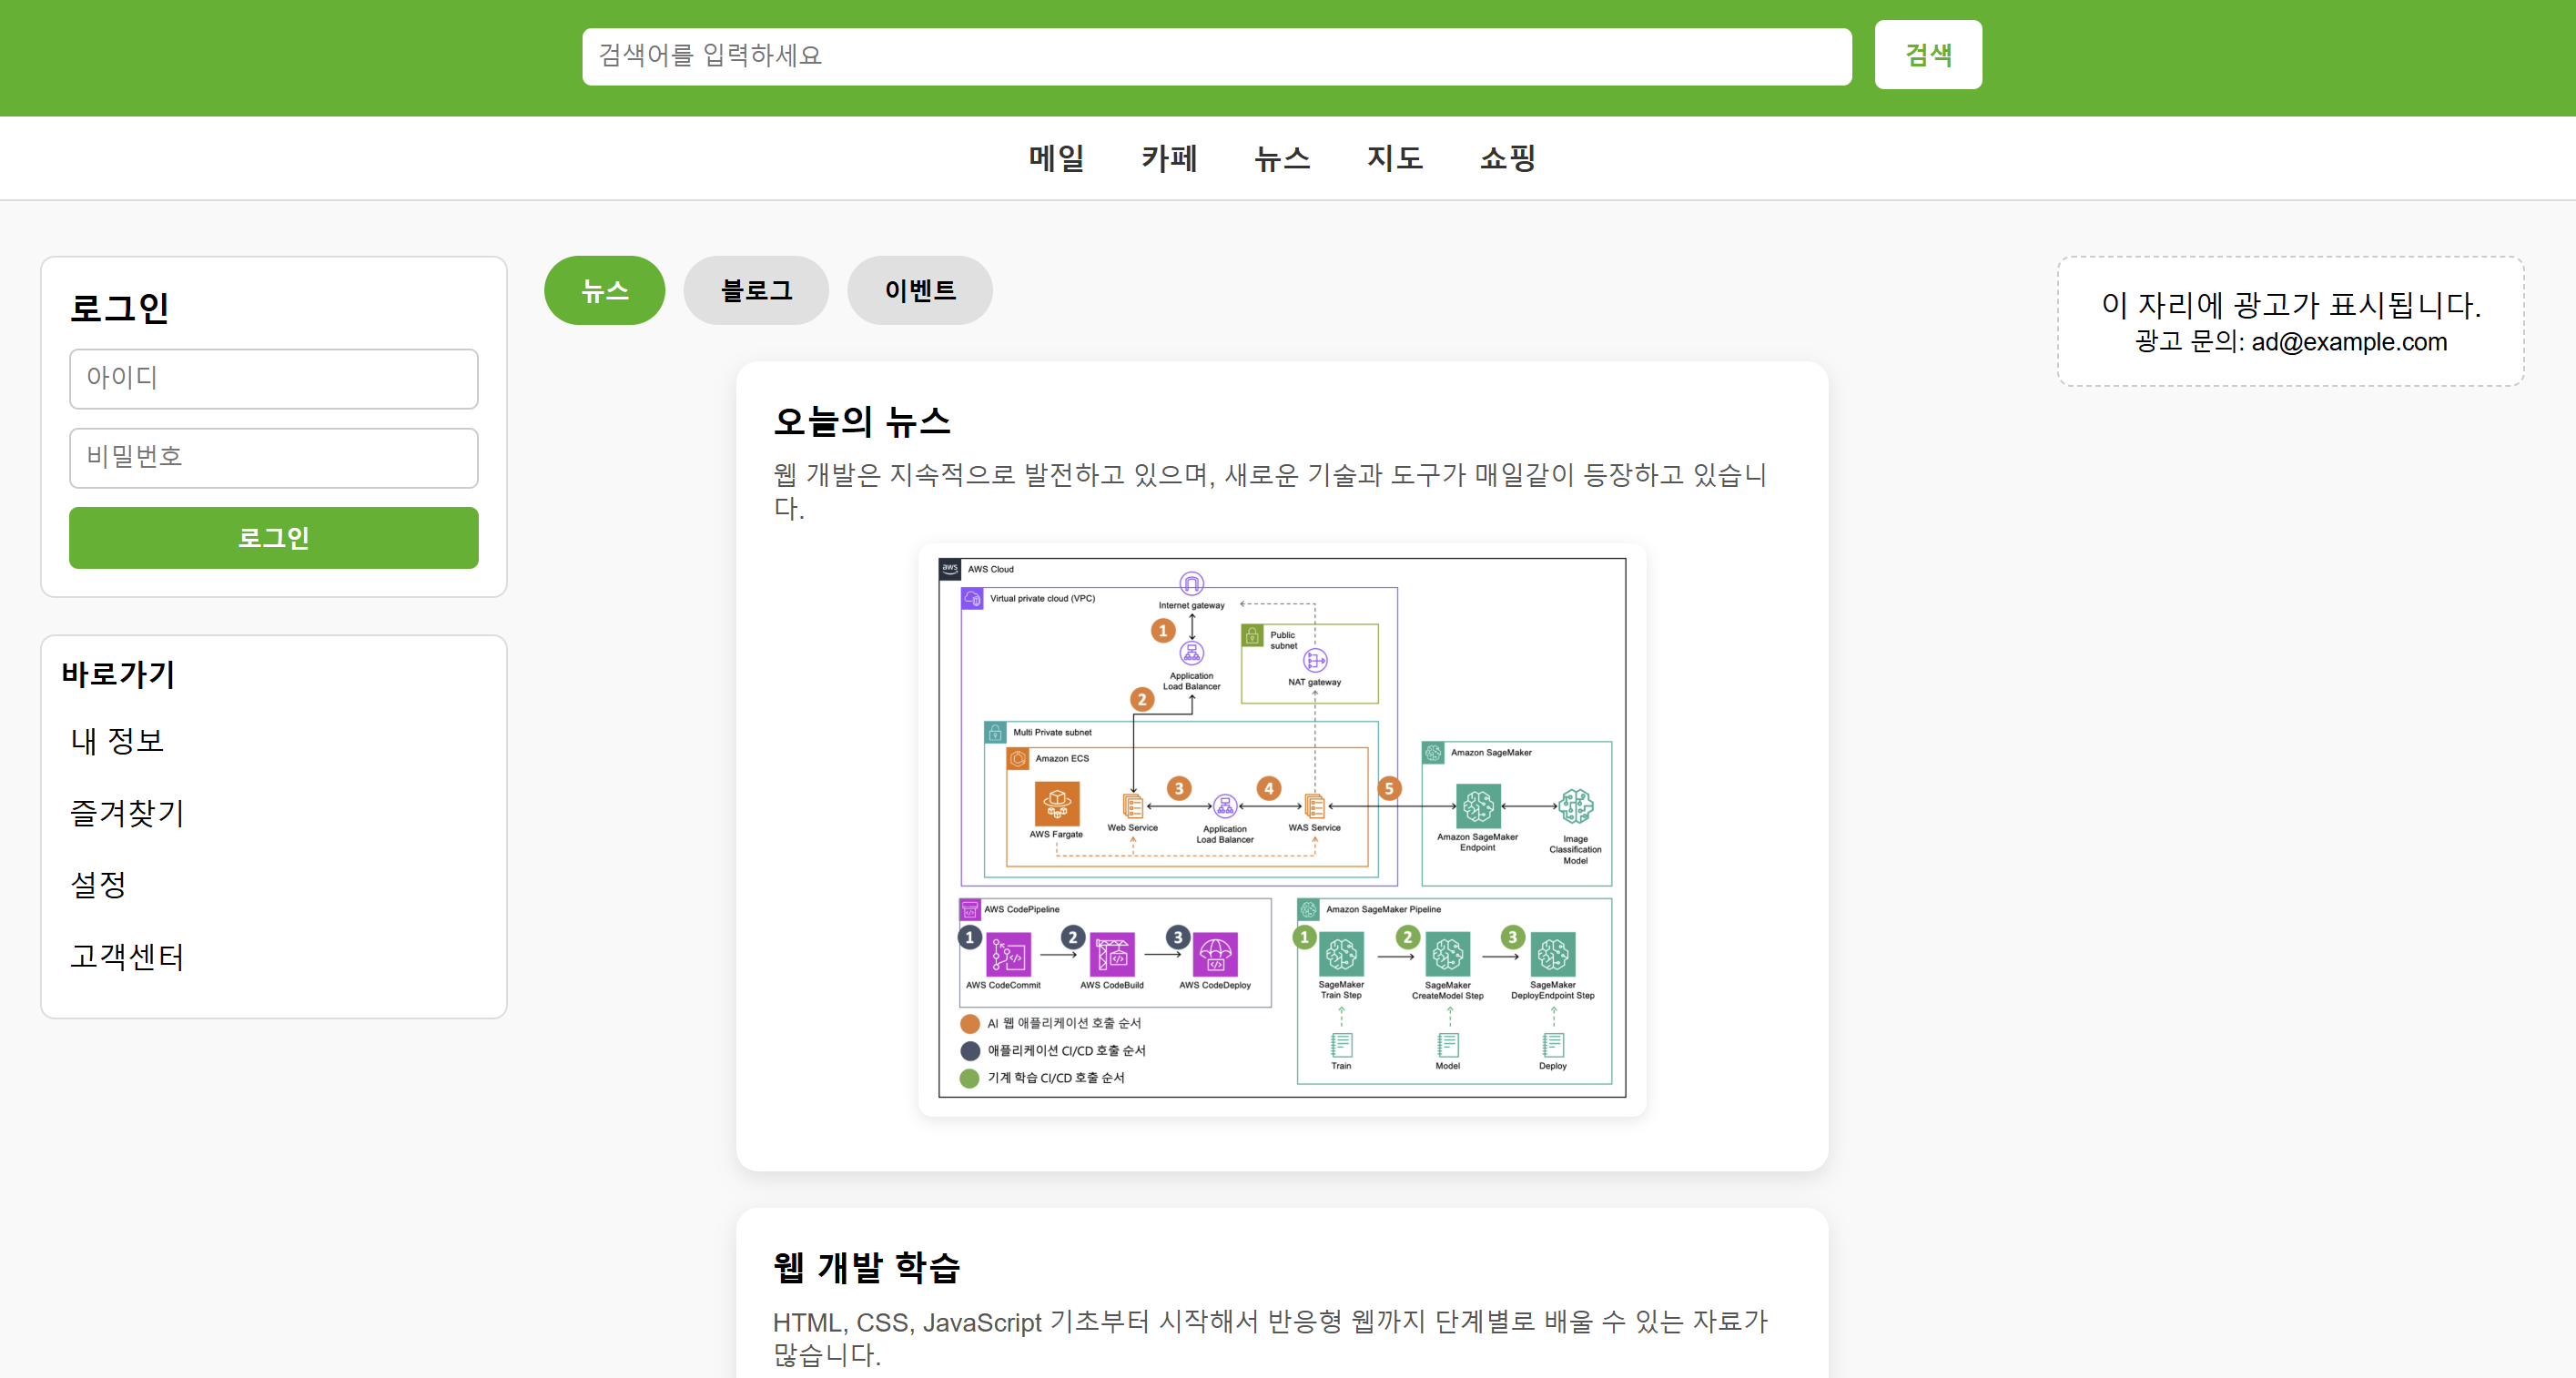 검색어를 입력하세요
검색
메일 카페 뉴스 지도 쇼핑
로그인
아이디
비밀번호
로그인
바로가기
내 정보
즐겨찾기
설정
고객센터
뉴스 블로그 이벤트
오늘의 뉴스
웹 개발은 지속적으로 발전하고 있으며, 새로운 기술과 도구가 매일같이 등장하고 있습니
다.
aws
AWS Cloud
Virtual private cloud (VPC)
Internet gateway
1
Public
subnet
Application
Load Balancer
NAT gateway
2
Multi Private subnet
Amazon ECS
Amazon SageMaker
3
4
5
AWS Fargate
Web Service
Application
Load Balancer
WAS Service
Amazon SageMaker
Endpoint
Image
Classification
Model
AWS CodePipeline
1
2
3
AWS CodeCommit
AWS CodeBuild
AWS CodeDeploy
Amazon SageMaker Pipeline
1
2
3
SageMaker
Train Step
SageMaker
CreateModel Step
SageMaker
DeployEndpoint Step
Train
Model
Deploy
AI 웹 애플리케이션 호출 순서
애플리케이션 CI/CD 호출 순서
기계 학습 CI/CD 호출 순서
웹 개발 학습
HTML, CSS, JavaScript 기초부터 시작해서 반응형 웹까지 단계별로 배울 수 있는 자료가
많습니다.
이 자리에 광고가 표시됩니다.
광고 문의: ad@example.com